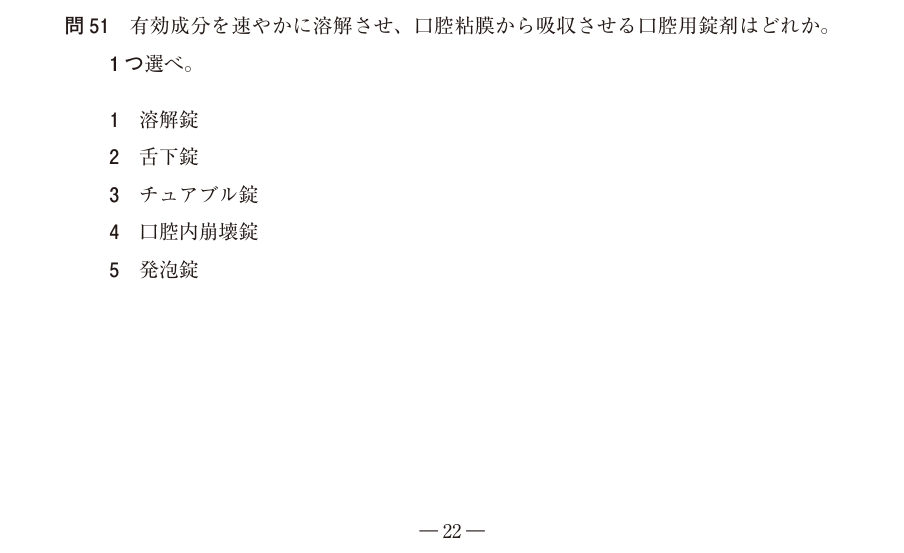 問 51　有効成分を速やかに溶解させ、口腔粘膜から吸収させる口腔用錠剤はどれか。
1 つ選べ。
1　溶解錠
2　舌下錠
3　チュアブル錠
4　口腔内崩壊錠
5　発泡錠
— 22 —